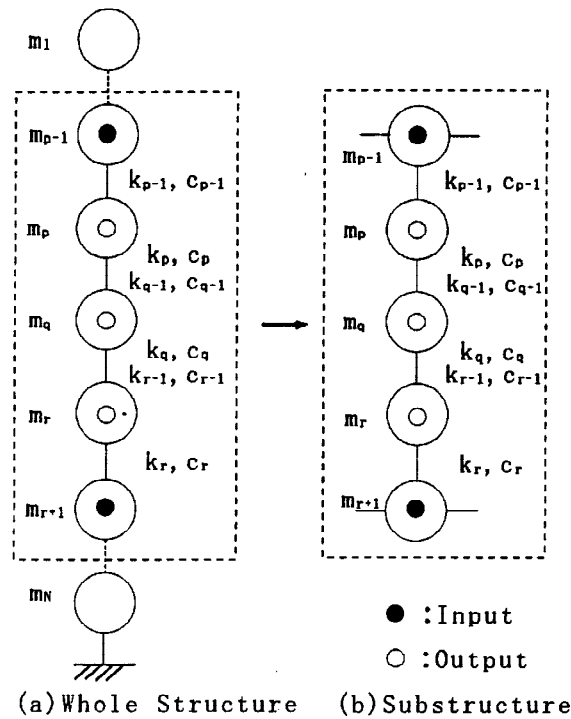 m1
mp-1
kp-1, cp-1
mp
kp, cp
kq-1, cq-1
mq
kq, cq
kr-1, cr-1
mr
kr, cr
mr+1
mN
(a)Whole Structure
mp-1
kp-1, cp-1
mp
kp, cp
kq-1, cq-1
mq
kq, cq
kr-1, cr-1
mr
kr, cr
mr+1
:Input
:Output
(b)Substructure